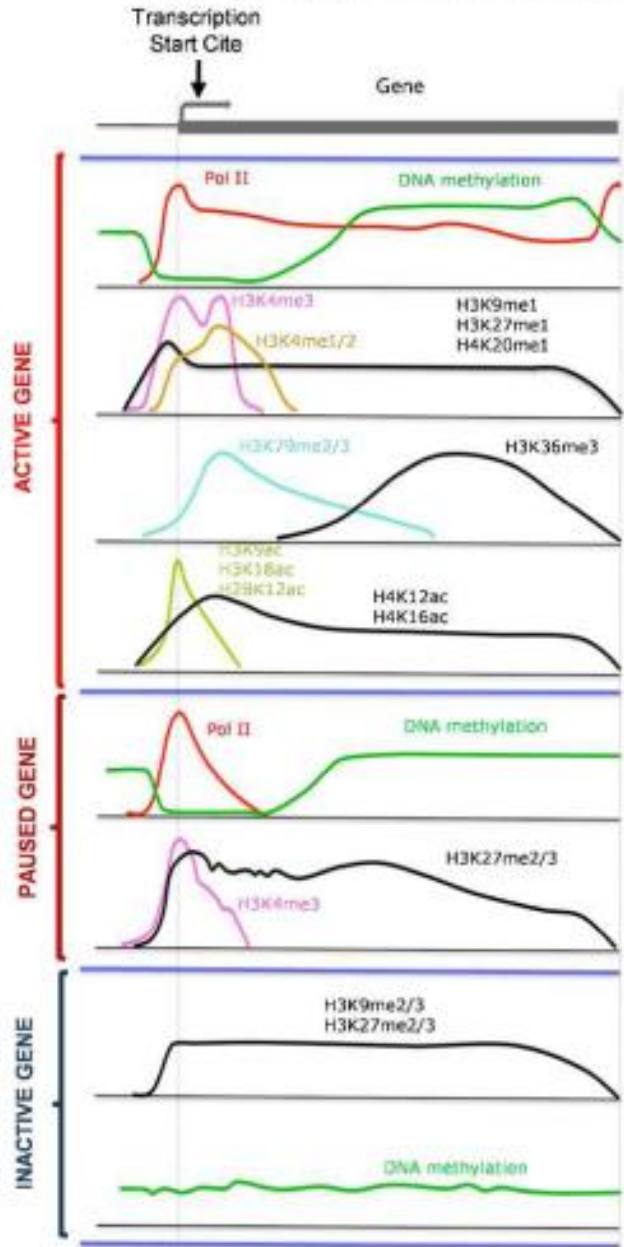 Transcription
Start Cite
Gene
ACTIVE GENE
Pol II
DNA methylation
H3K4me3
H3K4me1/2
H3K9me1
H3K27me1
H4K20me1
H3K79me2/3
H3K36me3
H3K9ac
H3K18ac
H2BK12ac
H4K12ac
H4K16ac
PAUSED GENE
Pol II
DNA methylation
H3K27me2/3
H3K4me3
INACTIVE GENE
H3K9me2/3
H3K27me2/3
DNA methylation